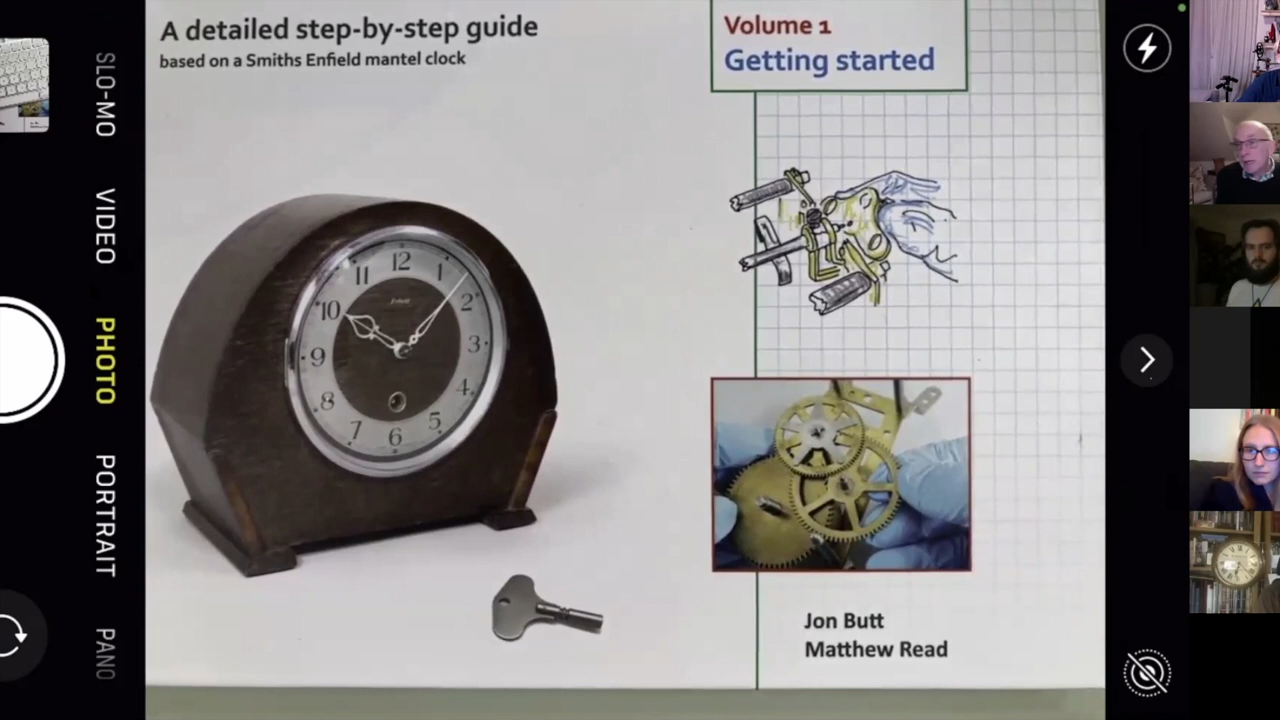 A detailed step-by-step guide
based on a Smiths Enfield mantel clock
Volume 1
Getting started
Jon Butt
Matthew Read
SLO-MO
VIDEO
PHOTO
PORTRAIT
PANO
12
1
2
3
4
5
6
7
8
9
10
11
Enfield